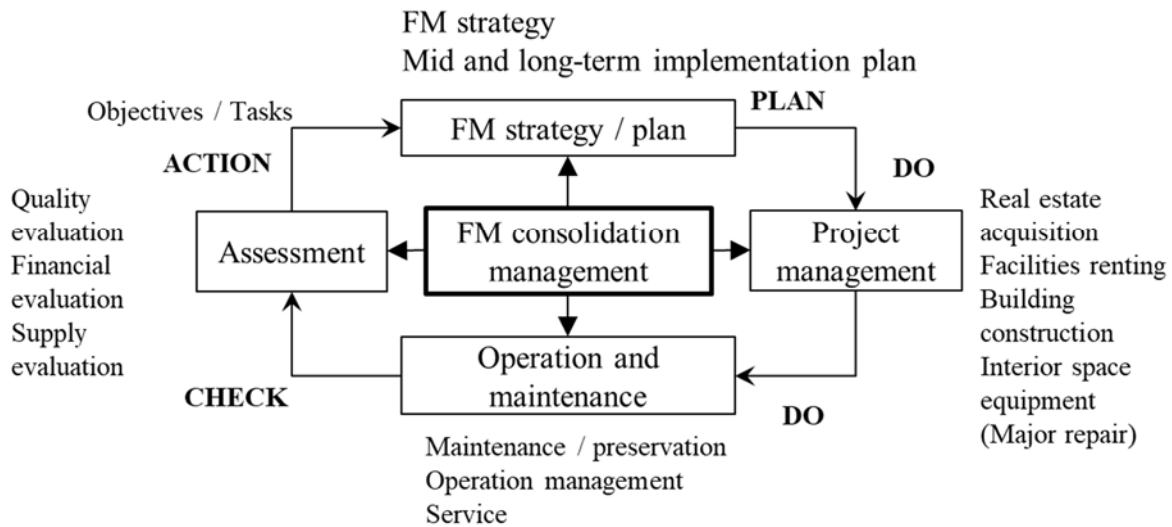 FM strategy
Mid and long-term implementation plan
Objectives / Tasks
PLAN
FM strategy / plan
ACTION
DO
Quality
evaluation
Financial
evaluation
Supply
evaluation
Assessment
FM consolidation
management
Project
management
Real estate
acquisition
Facilities renting
Building
construction
Interior space
equipment
(Major repair)
Operation and
maintenance
CHECK
DO
Maintenance / preservation
Operation management
Service